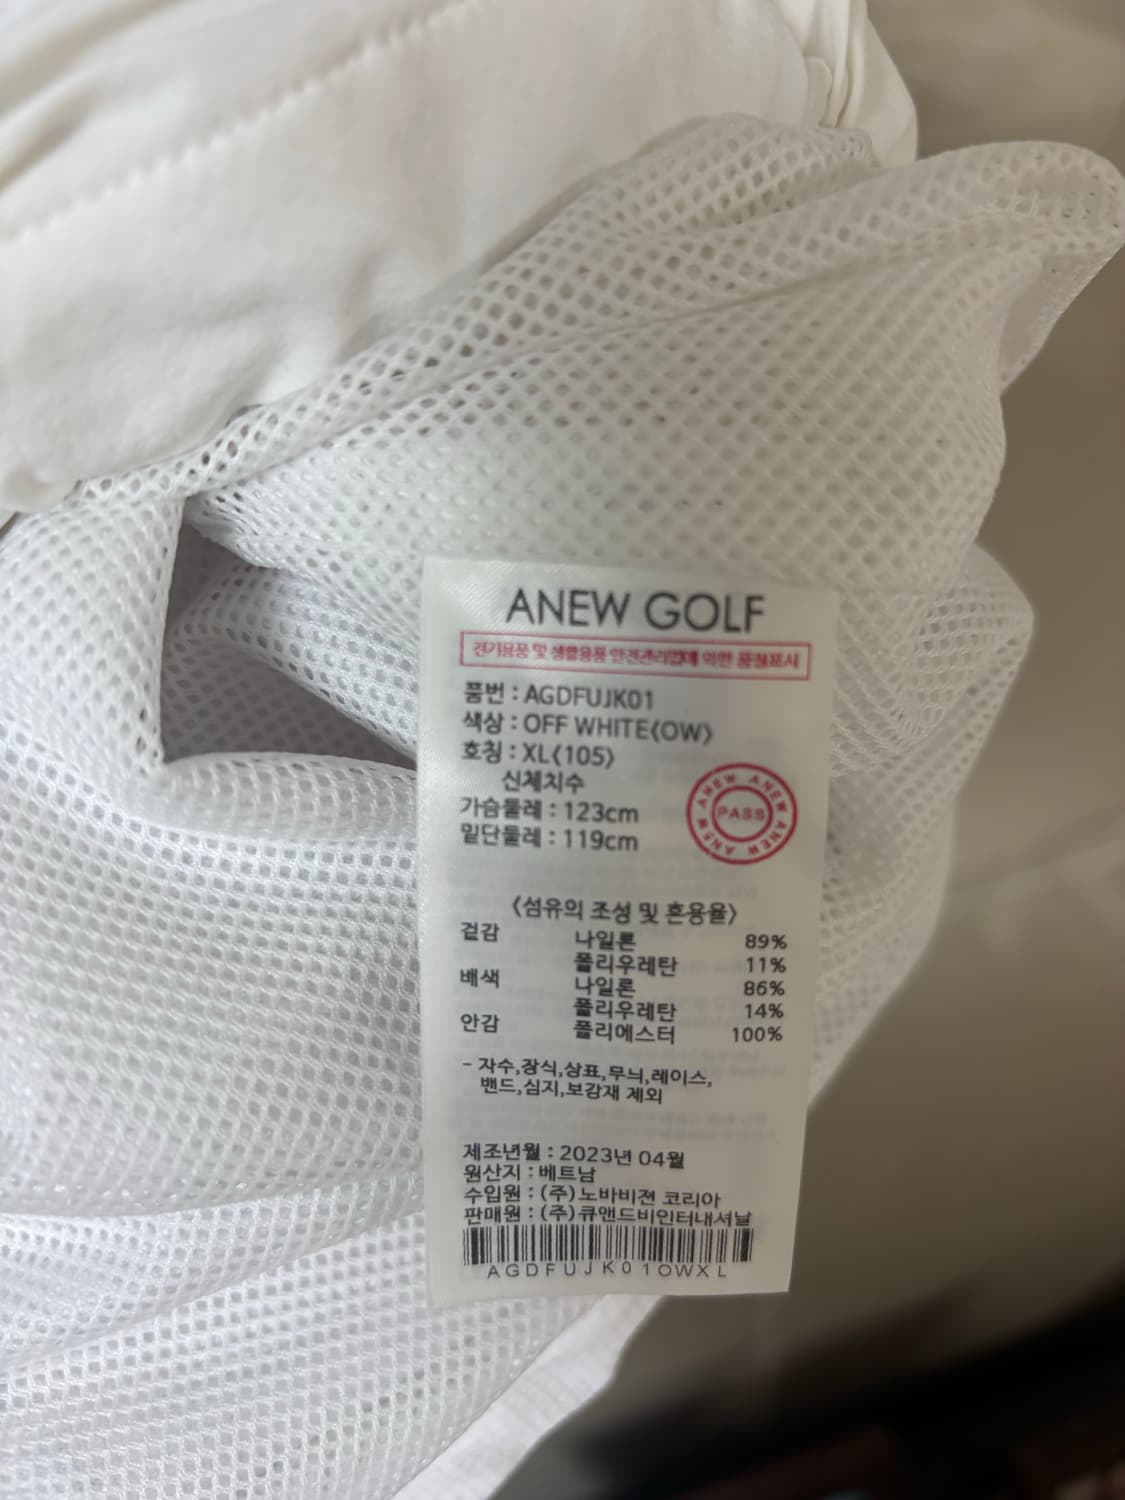 ANEW GOLF
전기용품 및 생활용품 안전관리법에 의한 품질표시
품번 : AGDFUJK01
색상 : OFF WHITE(OW)
호칭 : XL(105)
신체치수
가슴둘레 : 123cm
밑단둘레 : 119cm
ANEW ANEW ANEW ANEW
PASS
<섬유의 조성 및 혼용율>
겉감 나일론 89%
폴리우레탄 11%
배색 나일론 86%
폴리우레탄 14%
안감 폴리에스터 100%
- 자수,장식,상표,무늬,레이스,
밴드,심지,보강재 제외
제조년월 : 2023년 04월
원산지 : 베트남
수입원 : (주)노바비젼 코리아
판매원 : (주)큐앤드비인터내셔날
AGDFUJK01OWXL